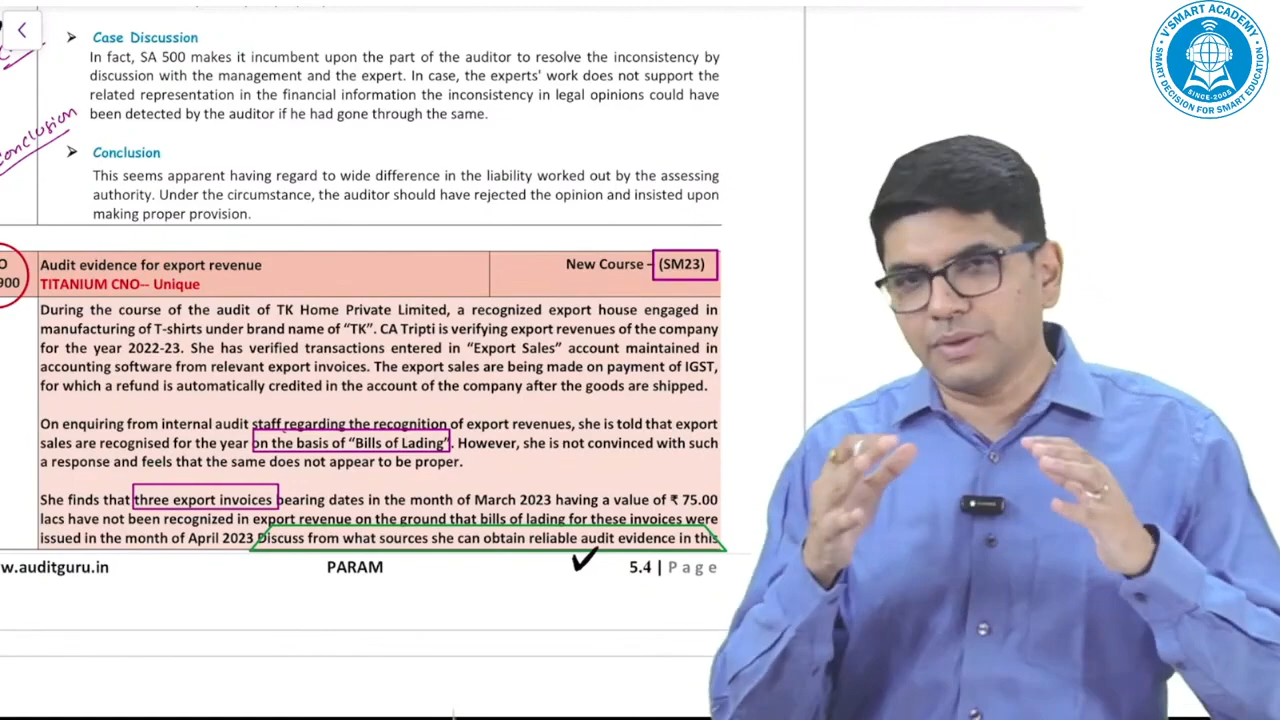 Case Discussion
In fact, SA 500 makes it incumbent upon the part of the auditor to resolve the inconsistency by
discussion with the management and the expert. In case, the experts' work does not support the
related representation in the financial information the inconsistency in legal opinions could have
been detected by the auditor if he had gone through the same.
Conclusion
Conclusion
This seems apparent having regard to wide difference in the liability worked out by the assessing
authority. Under the circumstance, the auditor should have rejected the opinion and insisted upon
making proper provision.
O
900
Audit evidence for export revenue
TITANIUM CNO-- Unique
New Course – (SM23)
During the course of the audit of TK Home Private Limited, a recognized export house engaged in
manufacturing of T-shirts under brand name of “TK”. CA Tripti is verifying export revenues of the company
for the year 2022-23. She has verified transactions entered in “Export Sales” account maintained in
accounting software from relevant export invoices. The export sales are being made on payment of IGST,
for which a refund is automatically credited in the account of the company after the goods are shipped.
On enquiring from internal audit staff regarding the recognition of export revenues, she is told that export
sales are recognised for the year on the basis of “Bills of Lading”. However, she is not convinced with such
a response and feels that the same does not appear to be proper.
She finds that three export invoices bearing dates in the month of March 2023 having a value of ₹ 75.00
lacs have not been recognized in export revenue on the ground that bills of lading for these invoices were
issued in the month of April 2023 Discuss from what sources she can obtain reliable audit evidence in this
w.auditguru.in
PARAM
5.4 | Page
V'SMART ACADEMY
SINCE-2005
SMART DECISION FOR SMART EDUCATION